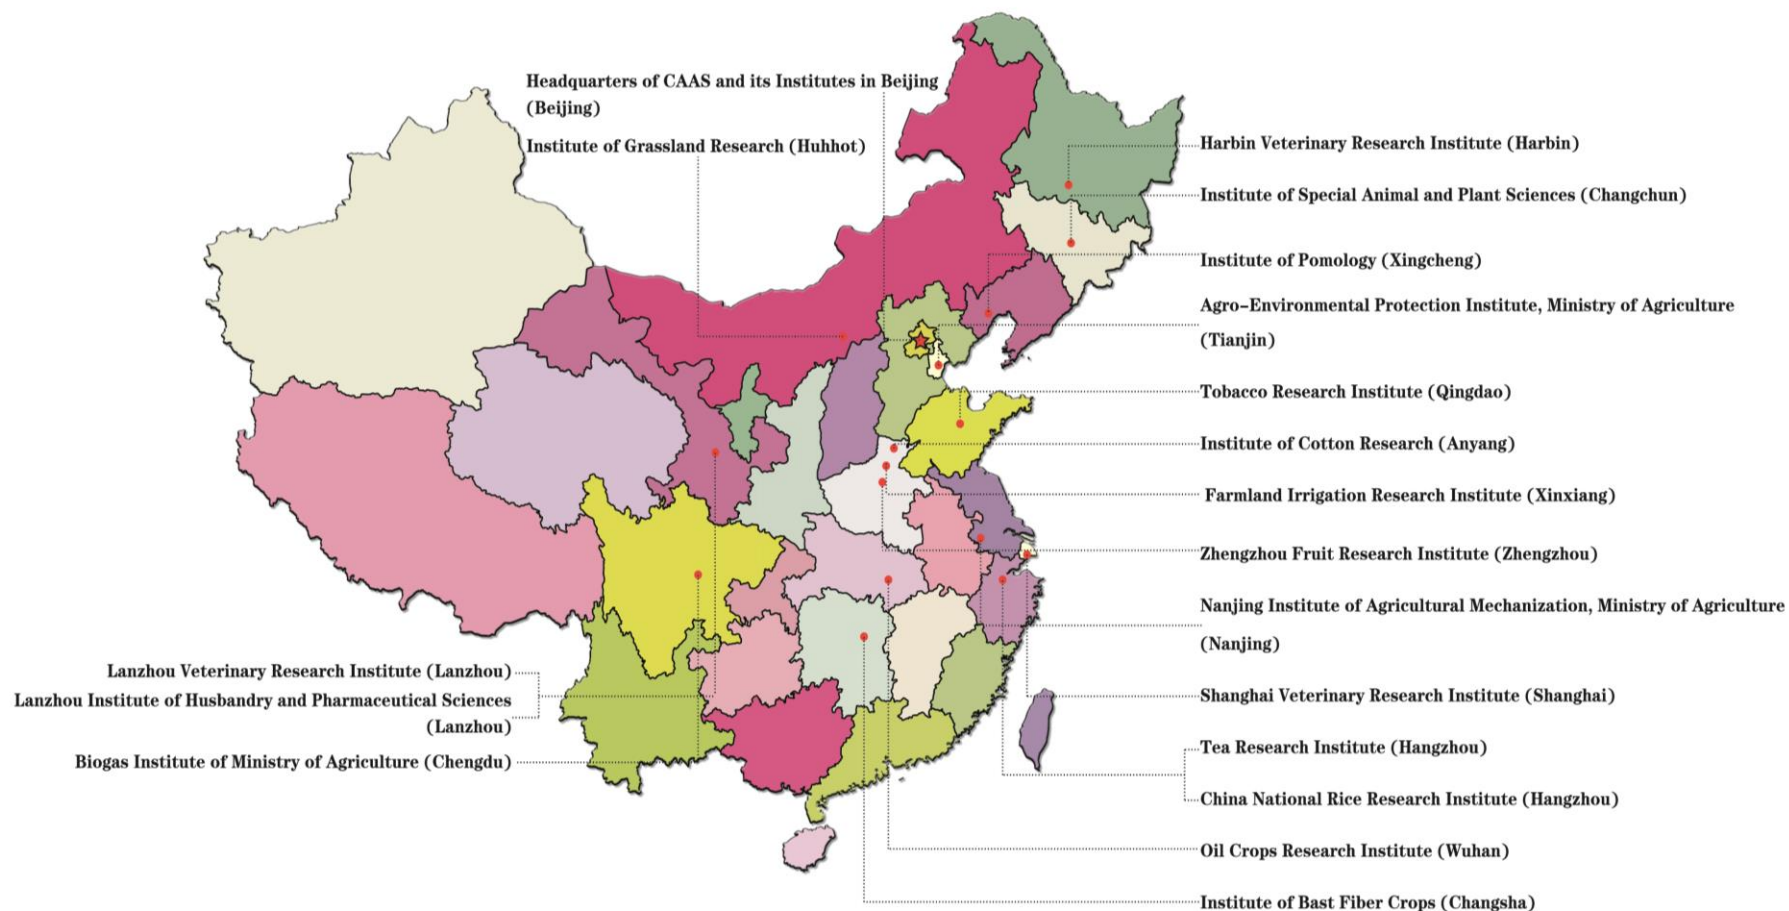 Headquarters of CAAS and its Institutes in Beijing
(Beijing)
Institute of Grassland Research (Huhhot)
Harbin Veterinary Research Institute (Harbin)
Institute of Special Animal and Plant Sciences (Changchun)
Institute of Pomology (Xingcheng)
Agro-Environmental Protection Institute, Ministry of Agriculture
(Tianjin)
Tobacco Research Institute (Qingdao)
Institute of Cotton Research (Anyang)
Farmland Irrigation Research Institute (Xinxiang)
Zhengzhou Fruit Research Institute (Zhengzhou)
Nanjing Institute of Agricultural Mechanization, Ministry of Agriculture
(Nanjing)
Shanghai Veterinary Research Institute (Shanghai)
Tea Research Institute (Hangzhou)
China National Rice Research Institute (Hangzhou)
Oil Crops Research Institute (Wuhan)
Institute of Bast Fiber Crops (Changsha)
Lanzhou Veterinary Research Institute (Lanzhou)
Lanzhou Institute of Husbandry and Pharmaceutical Sciences
(Lanzhou)
Biogas Institute of Ministry of Agriculture (Chengdu)